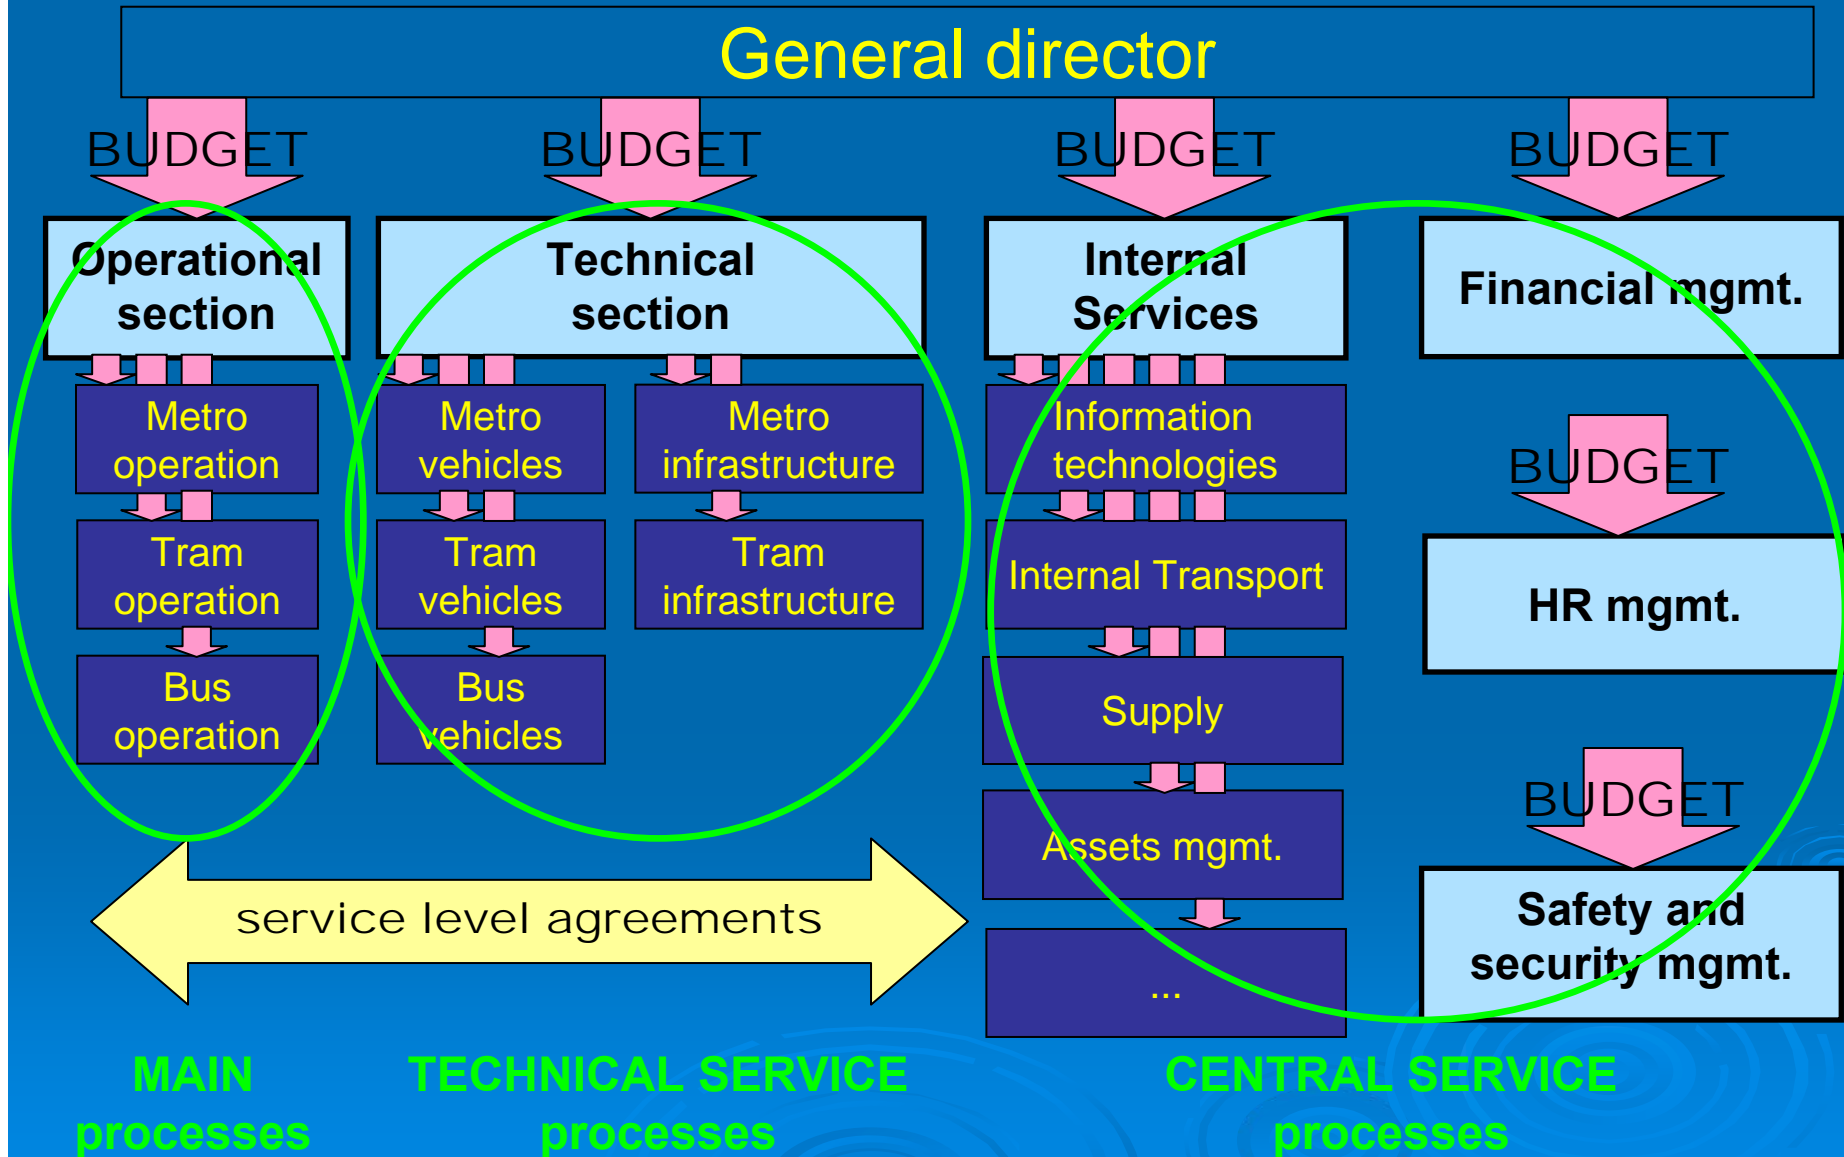 General director
BUDGET
BUDGET
BUDGET
BUDGET
Operational
section
Technical
section
Internal
Services
Financial mgmt.
Metro
operation
Metro
vehicles
Metro
infrastructure
Information
technologies
BUDGET
Tram
operation
Tram
vehicles
Tram
infrastructure
Internal Transport
HR mgmt.
Bus
operation
Bus
vehicles
Supply
BUDGET
Assets mgmt.
service level agreements
Safety and
security mgmt.
...
MAIN
processes
TECHNICAL SERVICE
processes
CENTRAL SERVICE
processes